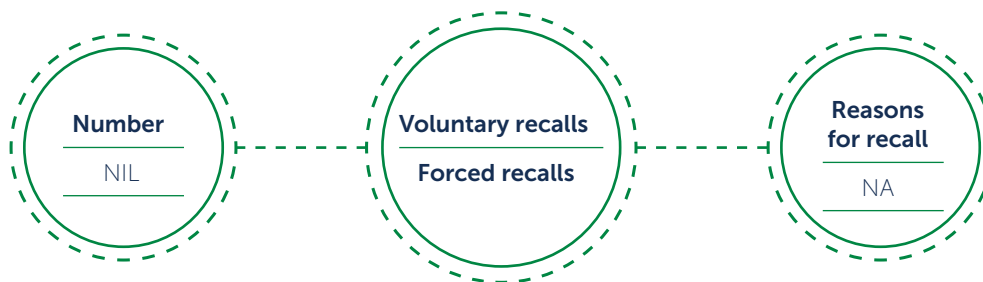 Number
NIL
Voluntary recalls
Forced recalls
Reasons
for recall
NA